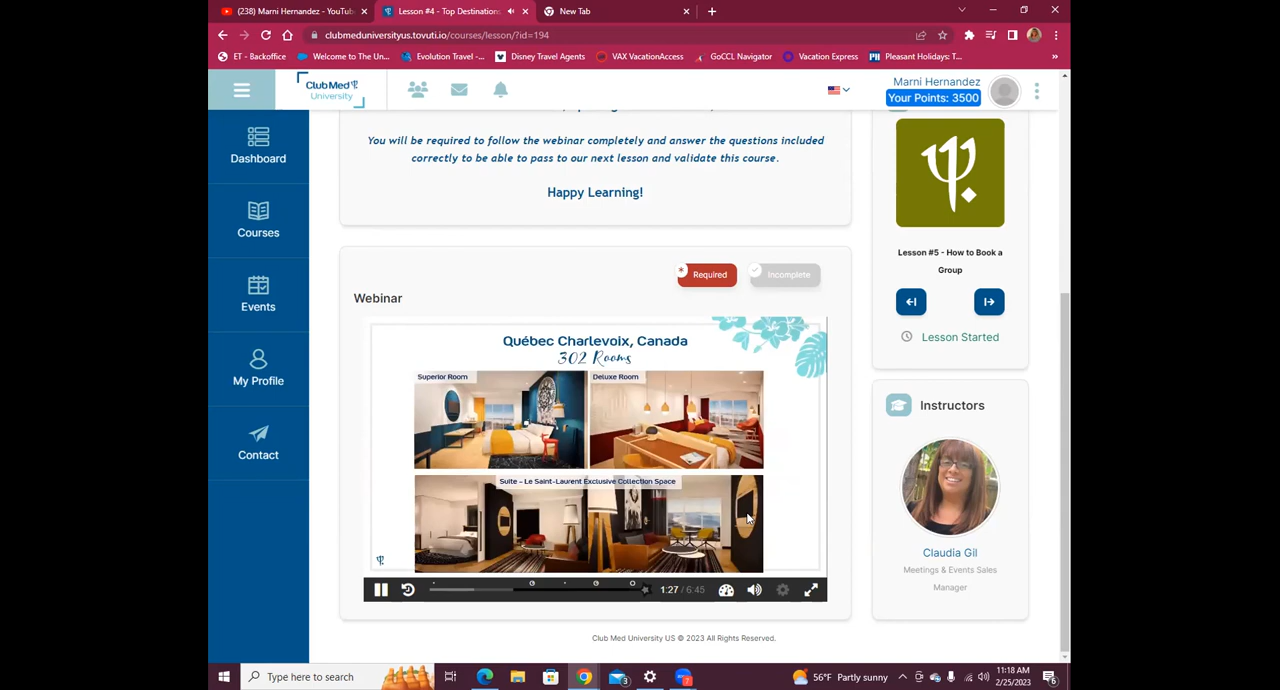 (238) Marni Hernandez - YouTub
Lesson #4 - Top Destinations
New Tab
clubmeduniversityus.tovuti.io/courses/lesson/?id=194
ET - Backoffice
Welcome to The Un...
Evolution Travel -...
Disney Travel Agents
VAX VacationAccess
GoCCL Navigator
Vacation Express
Pleasant Holidays: T...
»
Club Med
University
Marni Hernandez
Your Points: 3500
Dashboard
Courses
Events
My Profile
Contact
You will be required to follow the webinar completely and answer the questions included
correctly to be able to pass to our next lesson and validate this course.
Happy Learning!
* Required
Incomplete
Webinar
Québec Charlevoix, Canada
302 Rooms
Superior Room
Deluxe Room
Suite - Le Saint-Laurent Exclusive Collection Space
1:27 / 6:45
Lesson #5 - How to Book a
Group
Lesson Started
Instructors
Claudia Gil
Meetings & Events Sales
Manager
Club Med University US © 2023 All Rights Reserved.
Type here to search
3
7
56°F Partly sunny
11:18 AM
2/25/2023
6